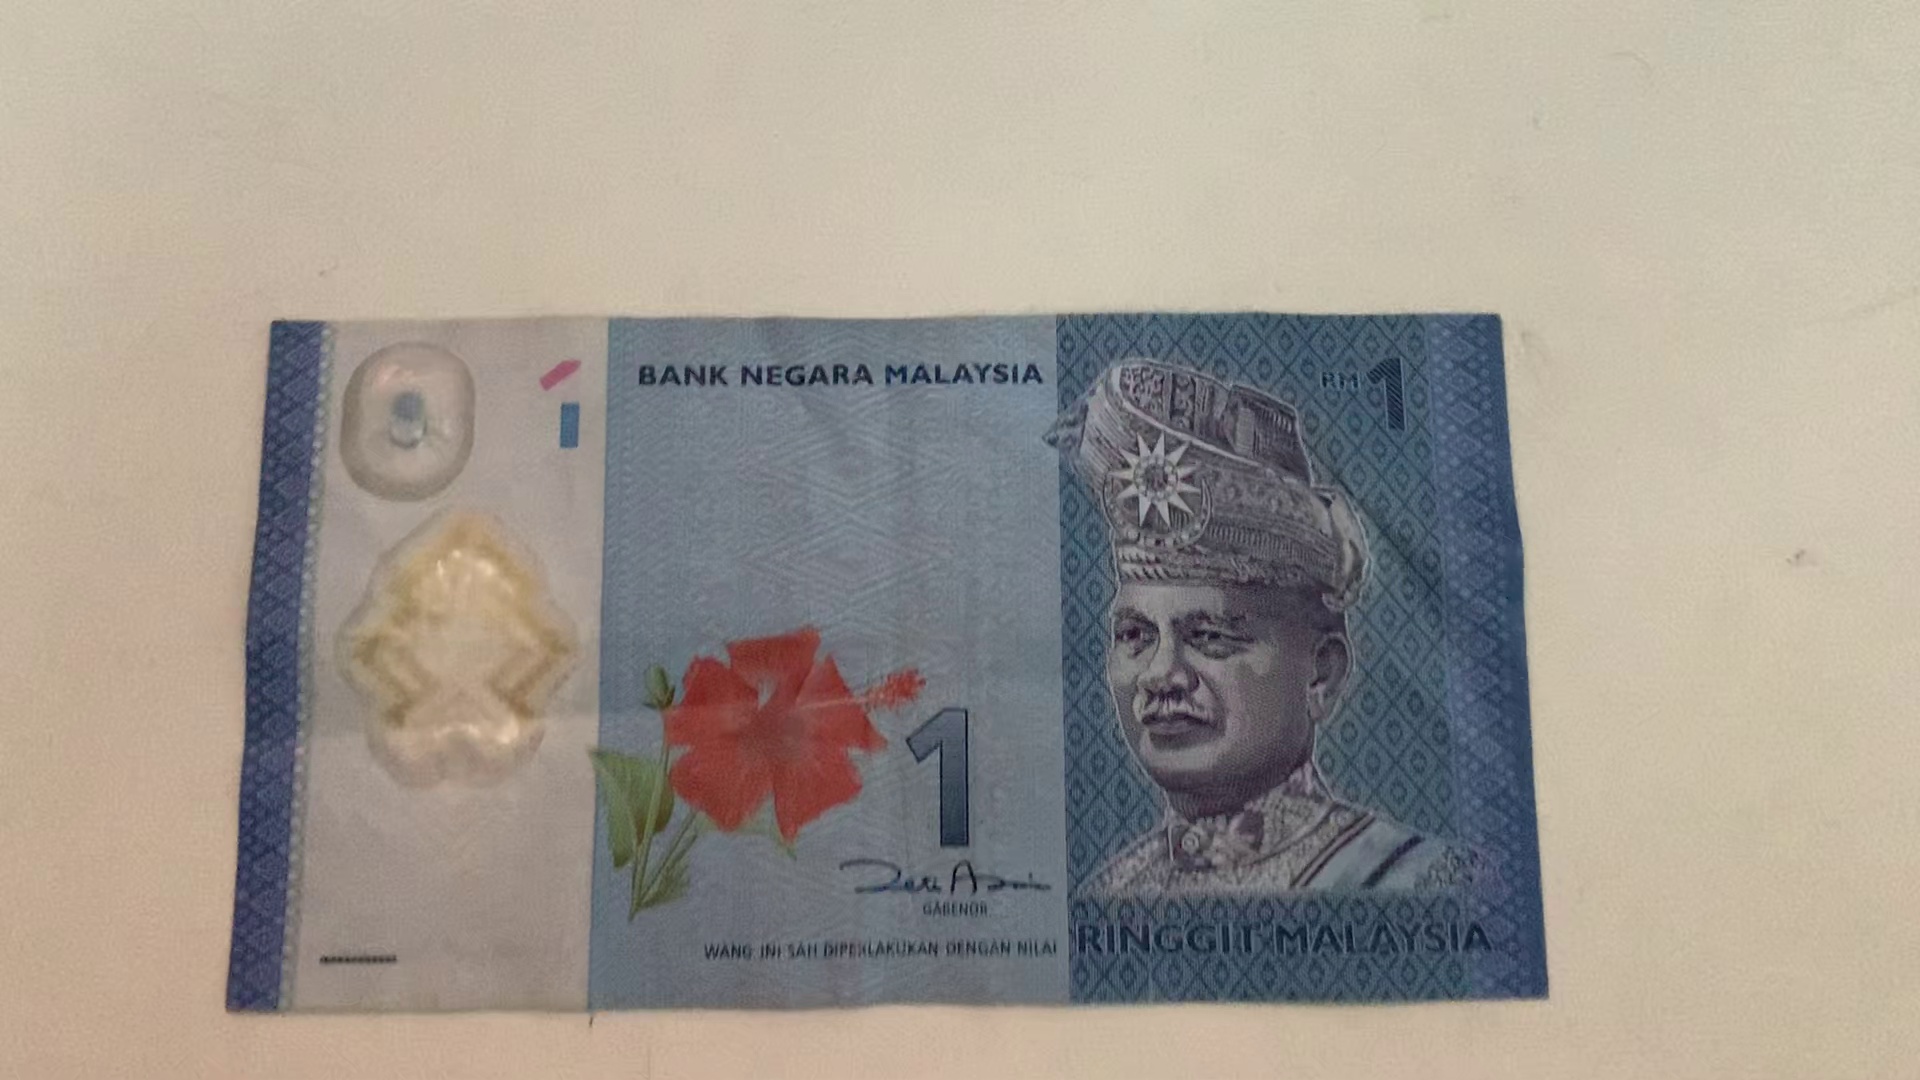 BANK NEGARA MALAYSIA
RM 1
1
GABENOR
WANG INI SAH DIPERLAKUKAN DENGAN NILAI
RINGGIT MALAYSIA